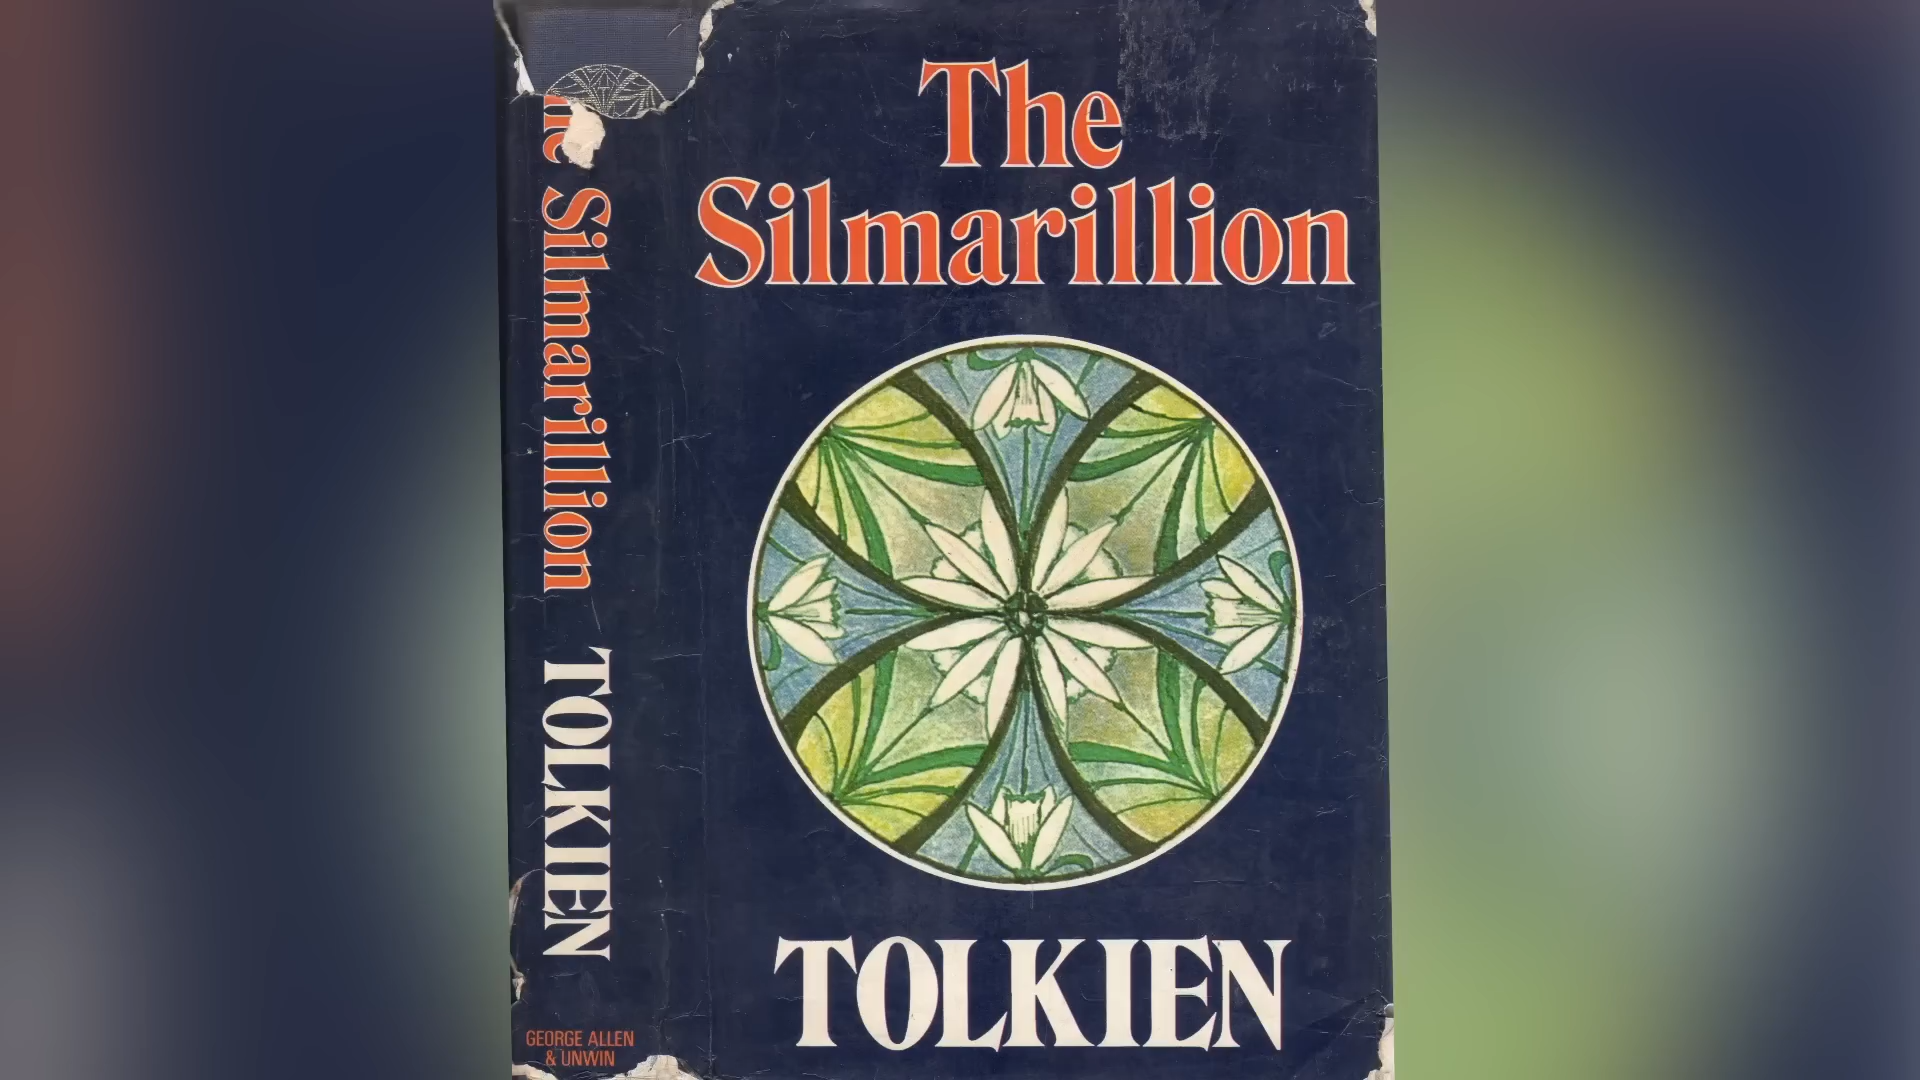 The
Silmarillion
TOLKIEN
Silmarillion TOLKIEN
GEORGE ALLEN
& UNWIN